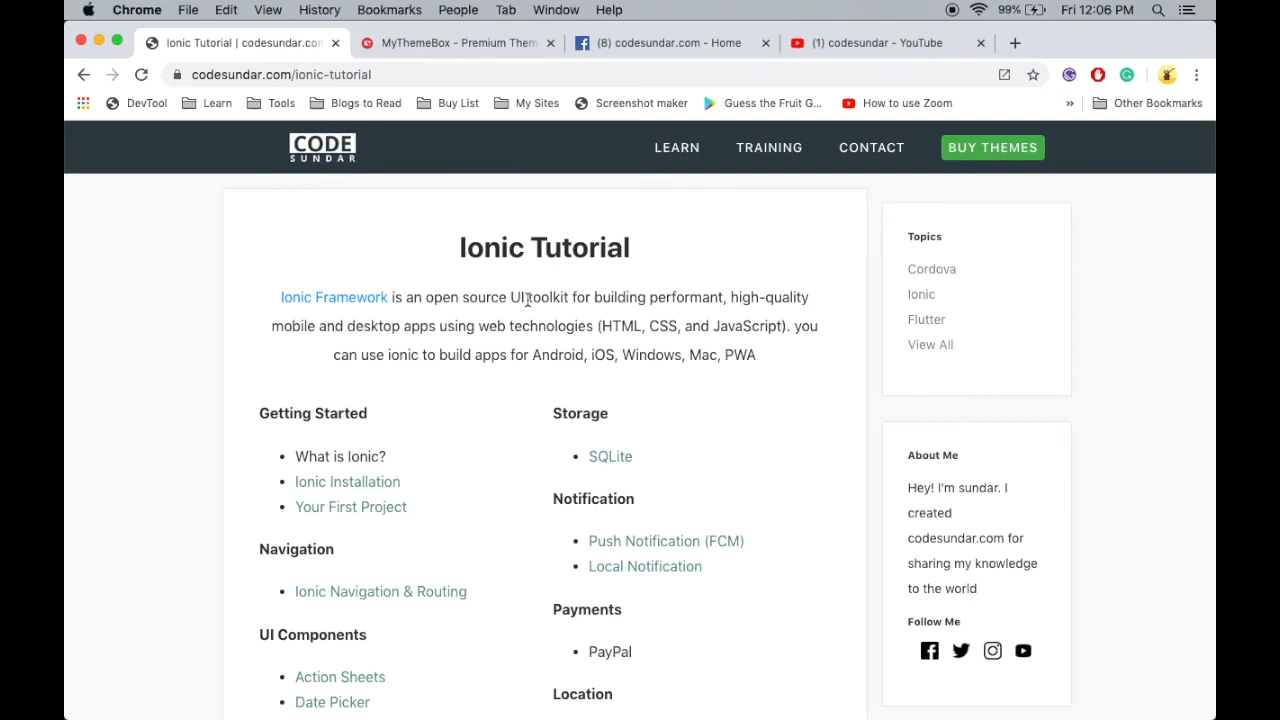 Chrome File Edit View History Bookmarks People Tab Window Help 99% Fri 12:06 PM
Ionic Tutorial | codesundar.con MyThemeBox - Premium Them (8) codesundar.com - Home (1) codesundar - YouTube
codesundar.com/ionic-tutorial
DevTool Learn Tools Blogs to Read Buy List My Sites Screenshot maker Guess the Fruit G... How to use Zoom » Other Bookmarks
CODE
SUNDAR
LEARN TRAINING CONTACT BUY THEMES
Ionic Tutorial
Ionic Framework is an open source UI toolkit for building performant, high-quality
mobile and desktop apps using web technologies (HTML, CSS, and JavaScript). you
can use ionic to build apps for Android, iOS, Windows, Mac, PWA
Getting Started
• What is Ionic?
• Ionic Installation
• Your First Project
Navigation
• Ionic Navigation & Routing
UI Components
• Action Sheets
• Date Picker
Storage
• SQLite
Notification
• Push Notification (FCM)
• Local Notification
Payments
• PayPal
Location
Topics
Cordova
Ionic
Flutter
View All
About Me
Hey! I'm sundar. I
created
codesundar.com for
sharing my knowledge
to the world
Follow Me